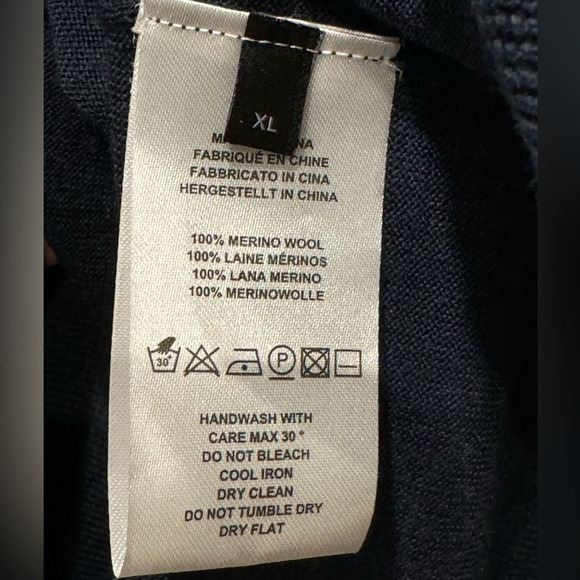 XL
FABRIQUÉ EN CHINE
FABBRICATO IN CINA
HERGESTELLT IN CHINA
100% MERINO WOOL
100% LAINE MÉRINOS
100% LANA MERINO
100% MERINOWOLLE
30°
P
HANDWASH WITH
CARE MAX 30°
DO NOT BLEACH
COOL IRON
DRY CLEAN
DO NOT TUMBLE DRY
DRY FLAT